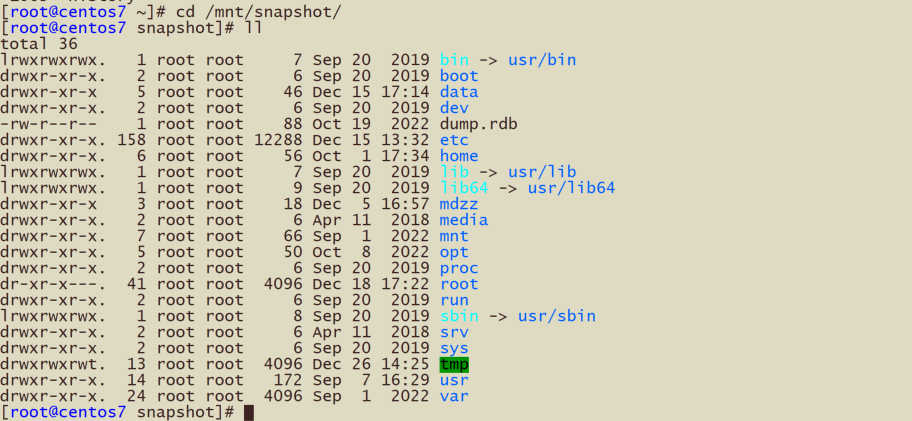 [root@centos7 ~]# cd /mnt/snapshot/
[root@centos7 snapshot]# ll
total 36
lrwxrwxrwx.   1 root root     7 Sep 20  2019 bin -> usr/bin
drwxr-xr-x.   2 root root     6 Sep 20  2019 boot
drwxr-xr-x    5 root root    46 Dec 15 17:14 data
drwxr-xr-x.   2 root root     6 Sep 20  2019 dev
-rw-r--r--    1 root root    88 Oct 19  2022 dump.rdb
drwxr-xr-x. 158 root root 12288 Dec 15 13:32 etc
drwxr-xr-x.   6 root root    56 Oct  1 17:34 home
lrwxrwxrwx.   1 root root     7 Sep 20  2019 lib -> usr/lib
lrwxrwxrwx.   1 root root     9 Sep 20  2019 lib64 -> usr/lib64
drwxr-xr-x    3 root root    18 Dec  5 16:57 mdzz
drwxr-xr-x.   2 root root     6 Apr 11  2018 media
drwxr-xr-x.   7 root root    66 Sep  1  2022 mnt
drwxr-xr-x.   5 root root    50 Oct  8  2022 opt
drwxr-xr-x.   2 root root     6 Sep 20  2019 proc
dr-xr-x---.  41 root root  4096 Dec 18 17:22 root
drwxr-xr-x.   2 root root     6 Sep 20  2019 run
lrwxrwxrwx.   1 root root     8 Sep 20  2019 sbin -> usr/sbin
drwxr-xr-x.   2 root root     6 Apr 11  2018 srv
drwxr-xr-x.   2 root root     6 Sep 20  2019 sys
drwxrwxrwt.  13 root root  4096 Dec 26 14:25 tmp
drwxr-xr-x.  14 root root   172 Sep  7 16:29 usr
drwxr-xr-x.  24 root root  4096 Sep  1  2022 var
[root@centos7 snapshot]#